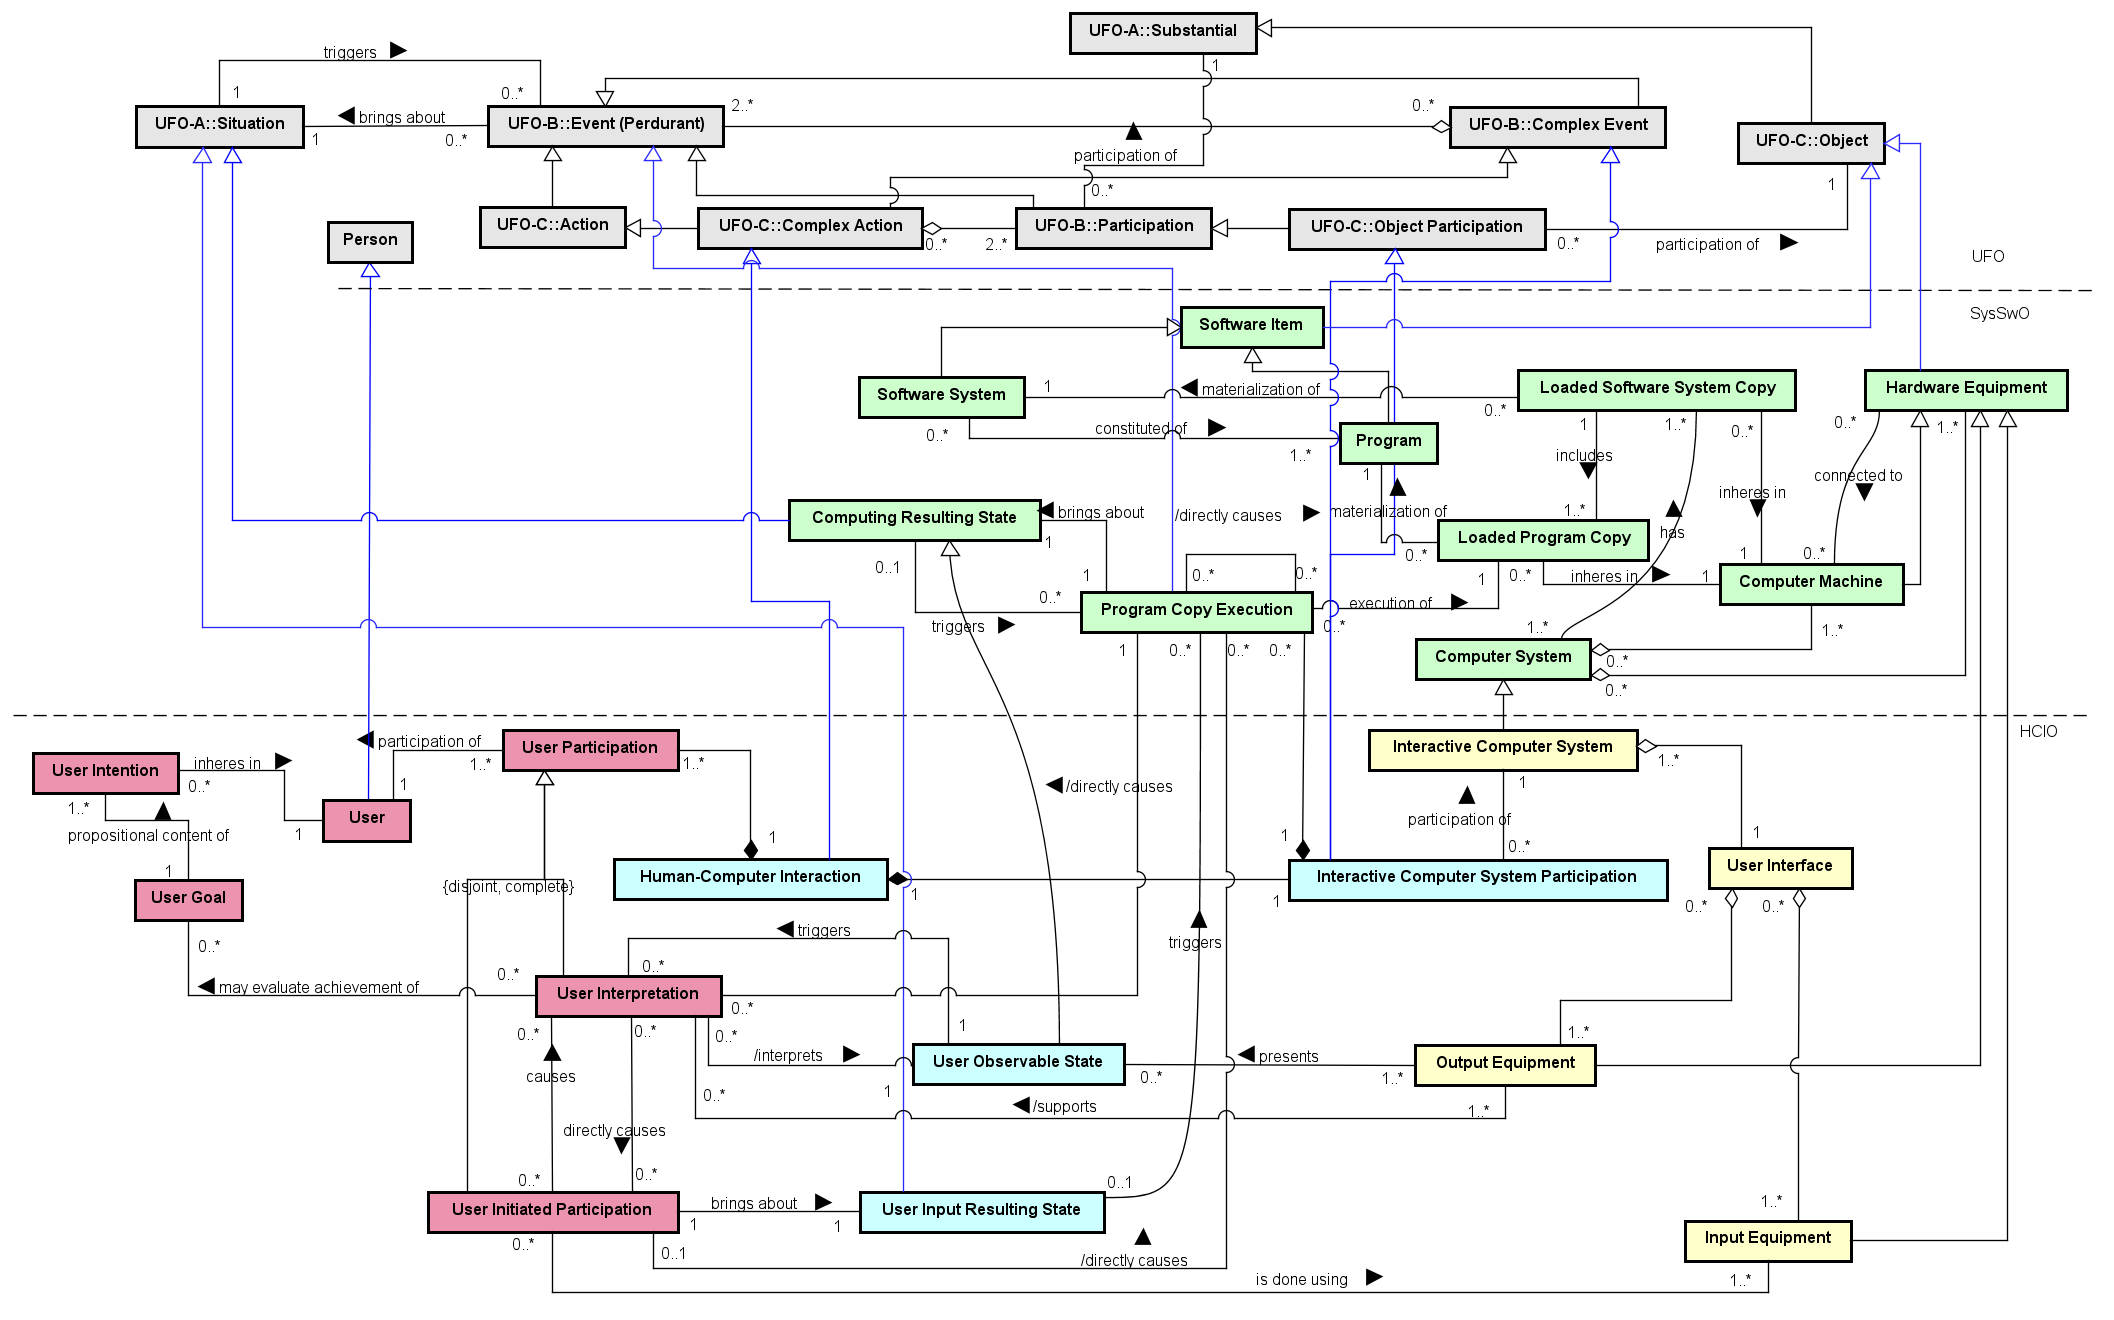 UFO-A::Substantial
triggers
1
1
0..*
2..*
0..*
UFO-A::Situation
brings about
UFO-B::Event (Perdurant)
UFO-B::Complex Event
1
0..*
UFO-C::Object
participation of
0..*
1
Person
UFO-C::Action
UFO-C::Complex Action
UFO-B::Participation
UFO-C::Object Participation
0..*
2..*
0..*
participation of
UFO
SysSwO
Software Item
Software System
1
materialization of
0..*
Loaded Software System Copy
Hardware Equipment
0..*
constituted of
1..*
Program
1
1
1..*
0..*
0..*
1..*
includes
connected to
inheres in
Computing Resulting State
brings about
1
/directly causes
materialization of
1..*
has
Loaded Program Copy
0..*
0..1
1
0..*
0..*
0..*
1
0..*
inheres in
1
1
0..*
Computer Machine
Program Copy Execution
execution of
0..*
triggers
1..*
1..*
1
0..*
0..*
0..*
Computer System
0..*
0..*
HCIO
User Intention
inheres in
0..*
participation of
1
1..*
User Participation
1..*
Interactive Computer System
1..*
1
/directly causes
1..*
propositional content of
1
1
User
1
1
participation of
0..*
1
User Interface
User Goal
{disjoint, complete}
Human-Computer Interaction
1
1
Interactive Computer System Participation
0..*
0..*
0..*
triggers
triggers
0..*
0..*
may evaluate achievement of
User Interpretation
0..*
0..*
0..*
0..*
1
1..*
/interprets
1
User Observable State
0..*
presents
1..*
Output Equipment
causes
0..*
/supports
1..*
directly causes
0..*
0..*
User Initiated Participation
brings about
1
1
User Input Resulting State
0..1
1..*
Input Equipment
0..*
0..1
/directly causes
is done using
1..*